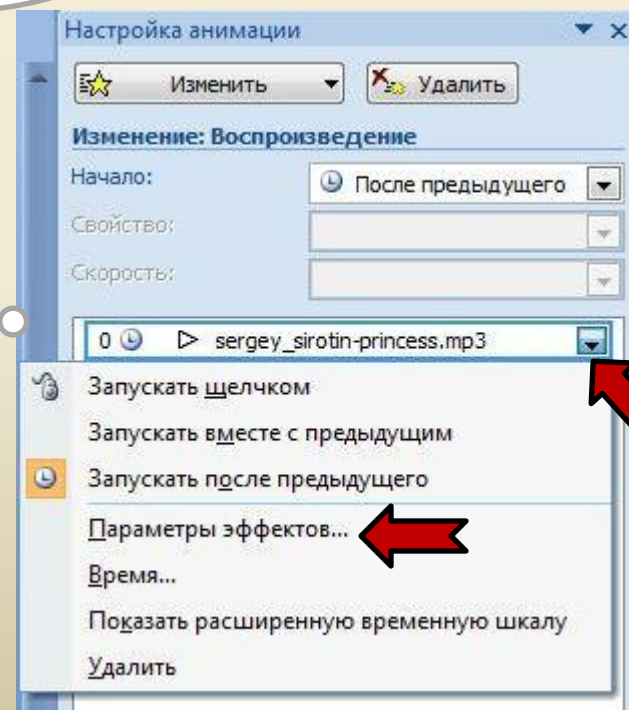 Настройка анимации
Изменить Удалить
Изменение: Воспроизведение
Начало: После предыдущего
Свойство:
Скорость:
0 sergey_sirotin-princess.mp3
Запускать щелчком
Запускать вместе с предыдущим
Запускать после предыдущего
Параметры эффектов...
Время...
Показать расширенную временную шкалу
Удалить